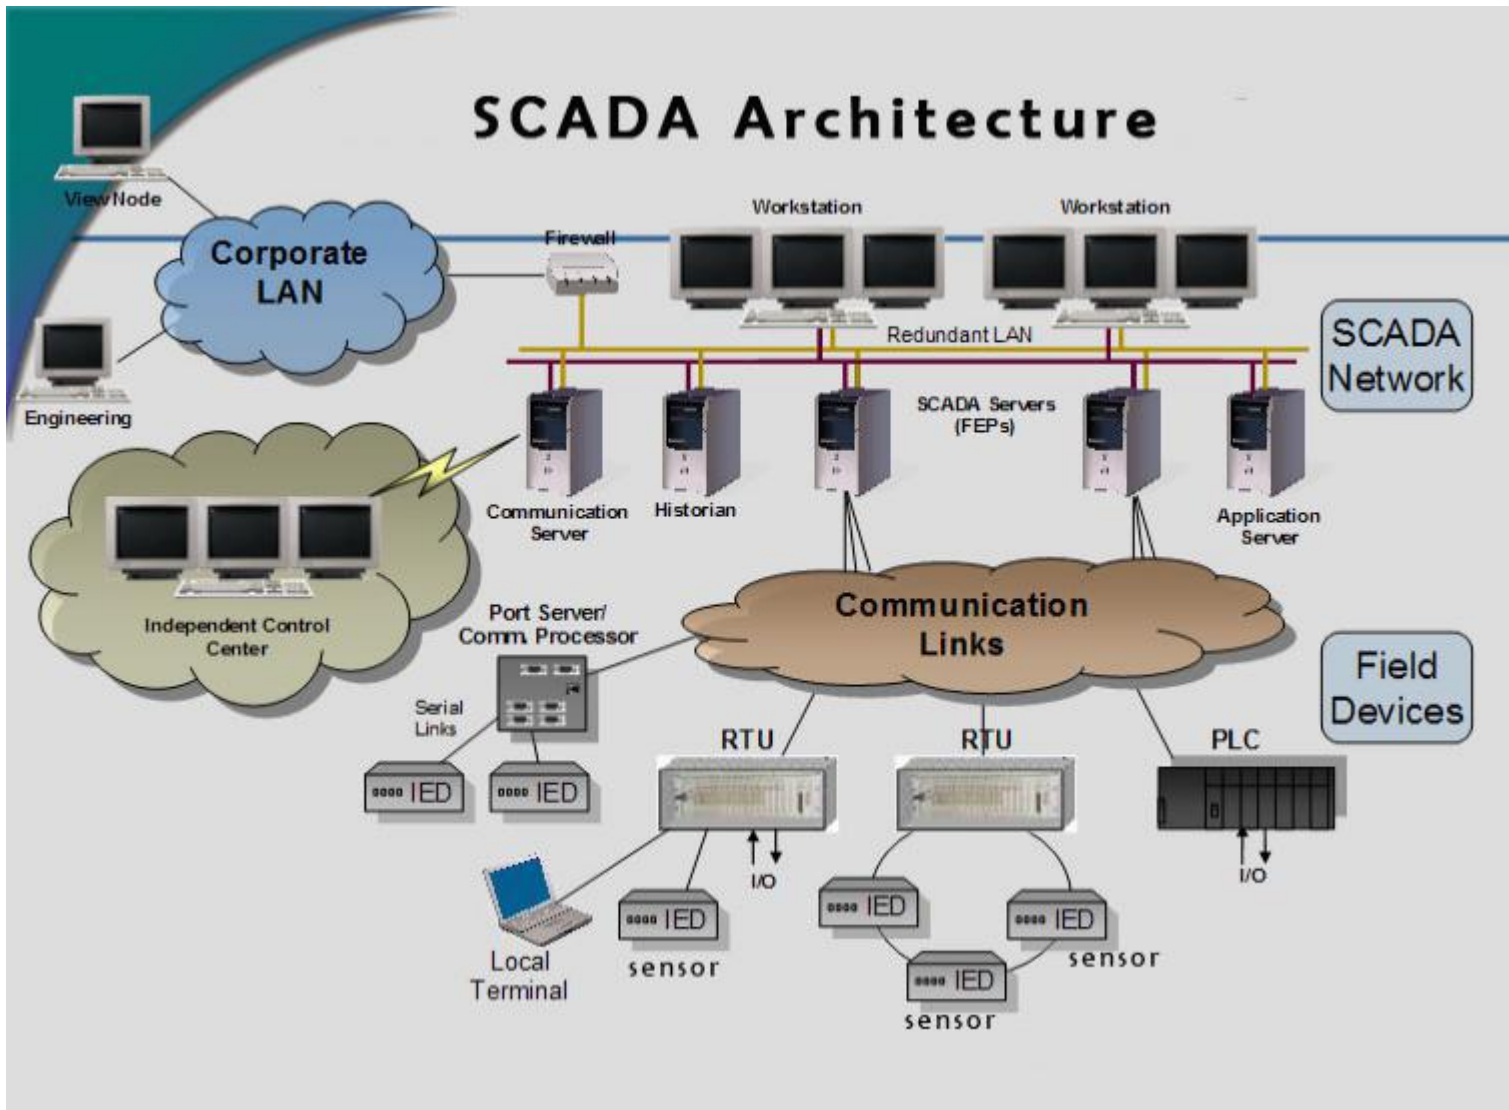 SCADA Architecture
View Node
Corporate
LAN
Firewall
Workstation
Workstation
Redundant LAN
SCADA
Network
Engineering
SCADA Servers
(FEPs)
Communication
Server
Historian
Application
Server
Independent Control
Center
Port Server/
Comm. Processor
Communication
Links
Field
Devices
Serial
Links
RTU
RTU
PLC
IED
IED
I/O
I/O
IED
IED
IED
IED
sensor
sensor
sensor
Local
Terminal